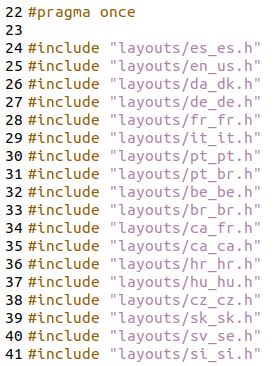 22 #pragma once
23
24 #include "layouts/es_es.h"
25 #include "layouts/en_us.h"
26 #include "layouts/da_dk.h"
27 #include "layouts/de_de.h"
28 #include "layouts/fr_fr.h"
29 #include "layouts/it_it.h"
30 #include "layouts/pt_pt.h"
31 #include "layouts/pt_br.h"
32 #include "layouts/be_be.h"
33 #include "layouts/br_br.h"
34 #include "layouts/ca_fr.h"
35 #include "layouts/ca_ca.h"
36 #include "layouts/hr_hr.h"
37 #include "layouts/hu_hu.h"
38 #include "layouts/cz_cz.h"
39 #include "layouts/sk_sk.h"
40 #include "layouts/sv_se.h"
41 #include "layouts/si_si.h"